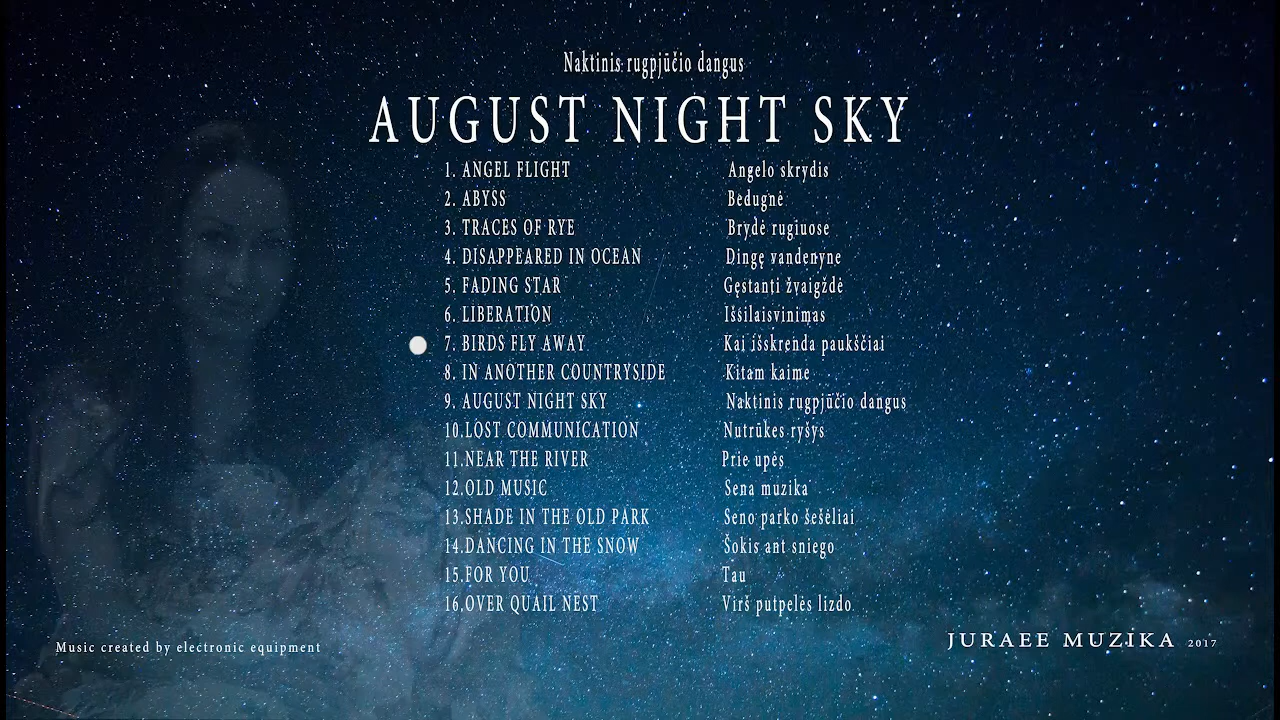 Naktinis rugpjūčio dangus
AUGUST NIGHT SKY
1. ANGEL FLIGHT Angelo skrydis
2. ABYSS Bedugnė
3. TRACES OF RYE Brydė rugiuose
4. DISAPPEARED IN OCEAN Dingę vandenyne
5. FADING STAR Gęstanti žvaigždė
6. LIBERATION Išsilaisvinimas
7. BIRDS FLY AWAY Kai išskrenda paukščiai
8. IN ANOTHER COUNTRYSIDE Kitam kaime
9. AUGUST NIGHT SKY Naktinis rugpjūčio dangus
10.LOST COMMUNICATION Nutrūkęs ryšys
11.NEAR THE RIVER Prie upės
12.OLD MUSIC Sena muzika
13.SHADE IN THE OLD PARK Seno parko šešėliai
14.DANCING IN THE SNOW Šokis ant sniego
15.FOR YOU Tau
16.OVER QUAIL NEST Virš putpelės lizdo
Music created by electronic equipment
JURAEE MUZIKA 2017